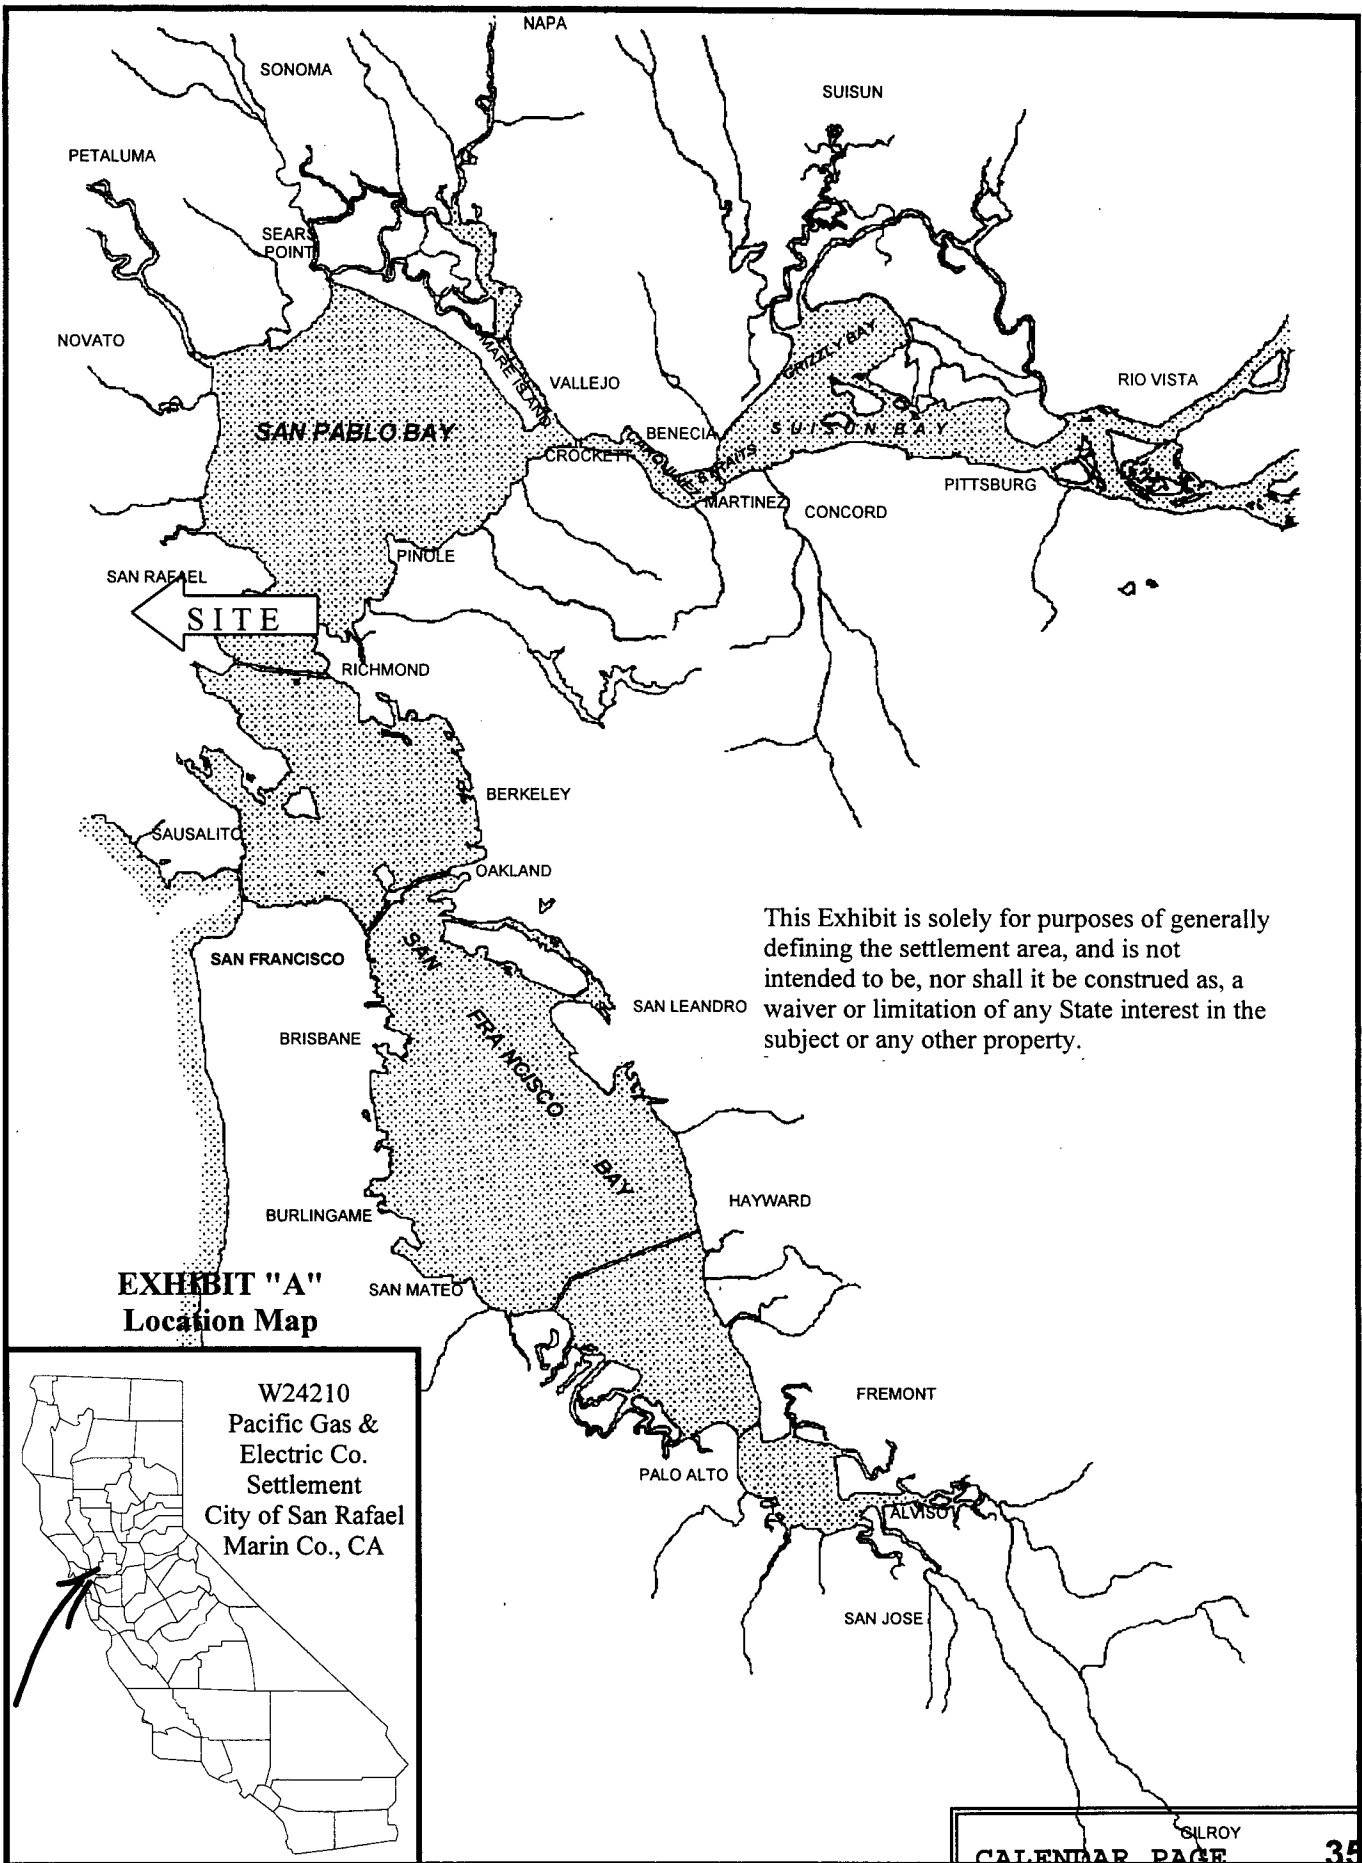 NAPA
SONOMA
SUISUN
PETALUMA
SEARS
POINT
NOVATO
MARE ISLAND
VALLEJO
GRIZZLY BAY
RIO VISTA
SAN PABLO BAY
BENECIA
SUISUN BAY
CROCKETT
CARQUINEZ STRAITS
PITTSBURG
MARTINEZ
CONCORD
PINOLE
SAN RAFAEL
SITE
RICHMOND
BERKELEY
SAUSALITO
OAKLAND
This Exhibit is solely for purposes of generally
defining the settlement area, and is not
intended to be, nor shall it be construed as, a
waiver or limitation of any State interest in the
subject or any other property.
SAN FRANCISCO
SAN FRANCISCO BAY
SAN LEANDRO
BRISBANE
HAYWARD
BURLINGAME
SAN MATEO
EXHIBIT "A"
Location Map
W24210
Pacific Gas &
Electric Co.
Settlement
City of San Rafael
Marin Co., CA
FREMONT
PALO ALTO
ALVISO
SAN JOSE
GILROY
CALENDAR PAGE 35